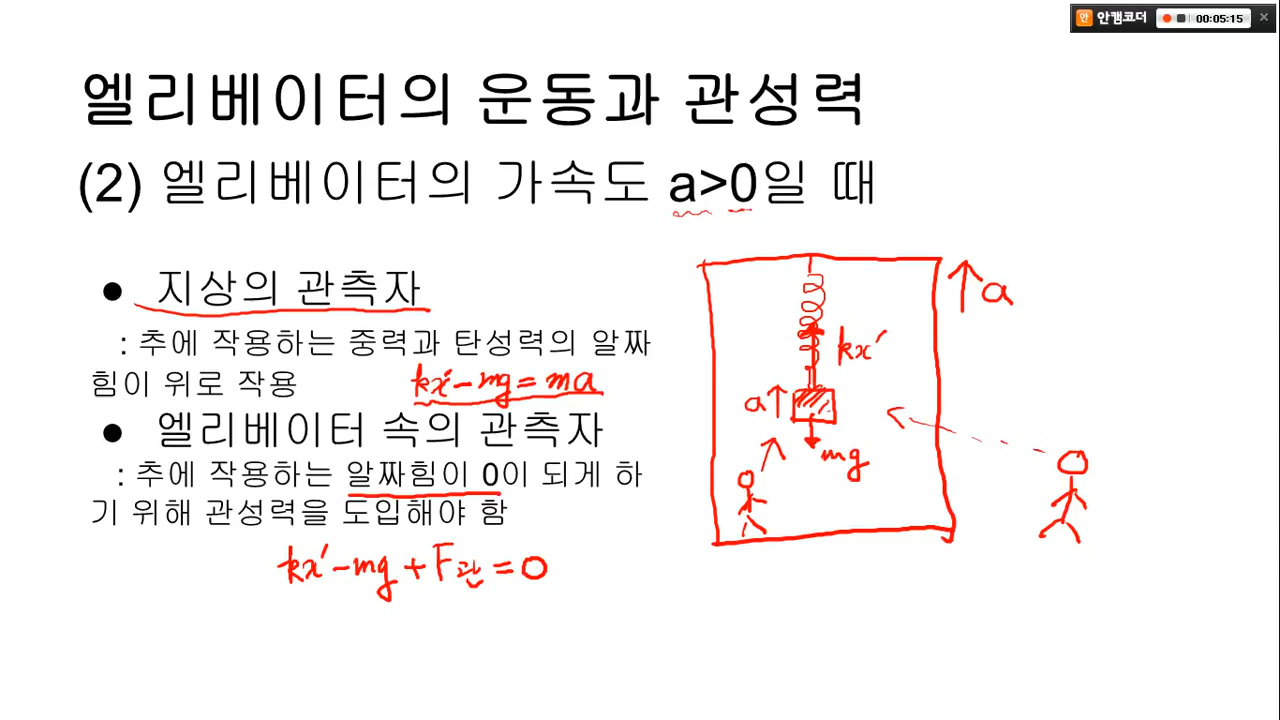 안 안캠코더 00:05:15
엘리베이터의 운동과 관성력
(2) 엘리베이터의 가속도 a>0일 때
● 지상의 관측자
: 추에 작용하는 중력과 탄성력의 알짜
힘이 위로 작용
kx′-mg=ma
● 엘리베이터 속의 관측자
: 추에 작용하는 알짜힘이 0이 되게 하
기 위해 관성력을 도입해야 함
kx′-mg+F관=0
a
kx′
a
mg